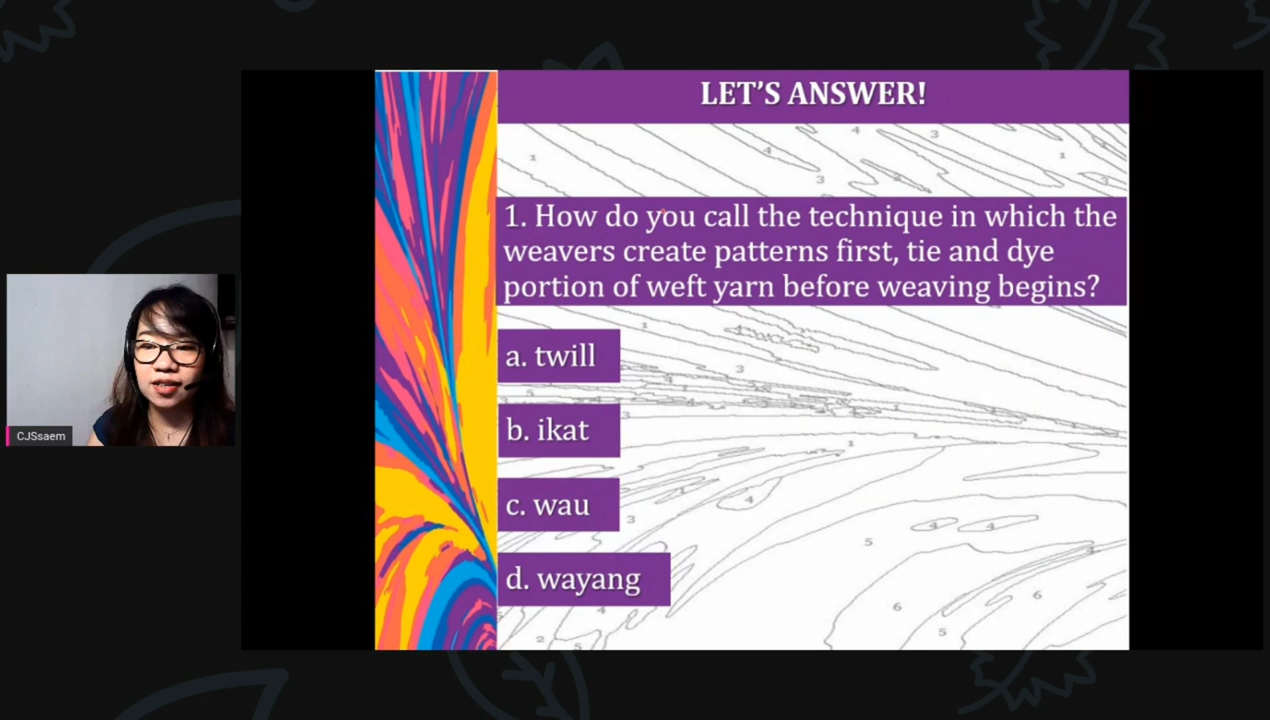 LET'S ANSWER!
1. How do you call the technique in which the
weavers create patterns first, tie and dye
portion of weft yarn before weaving begins?
a. twill
b. ikat
c. wau
d. wayang
CJSsaem